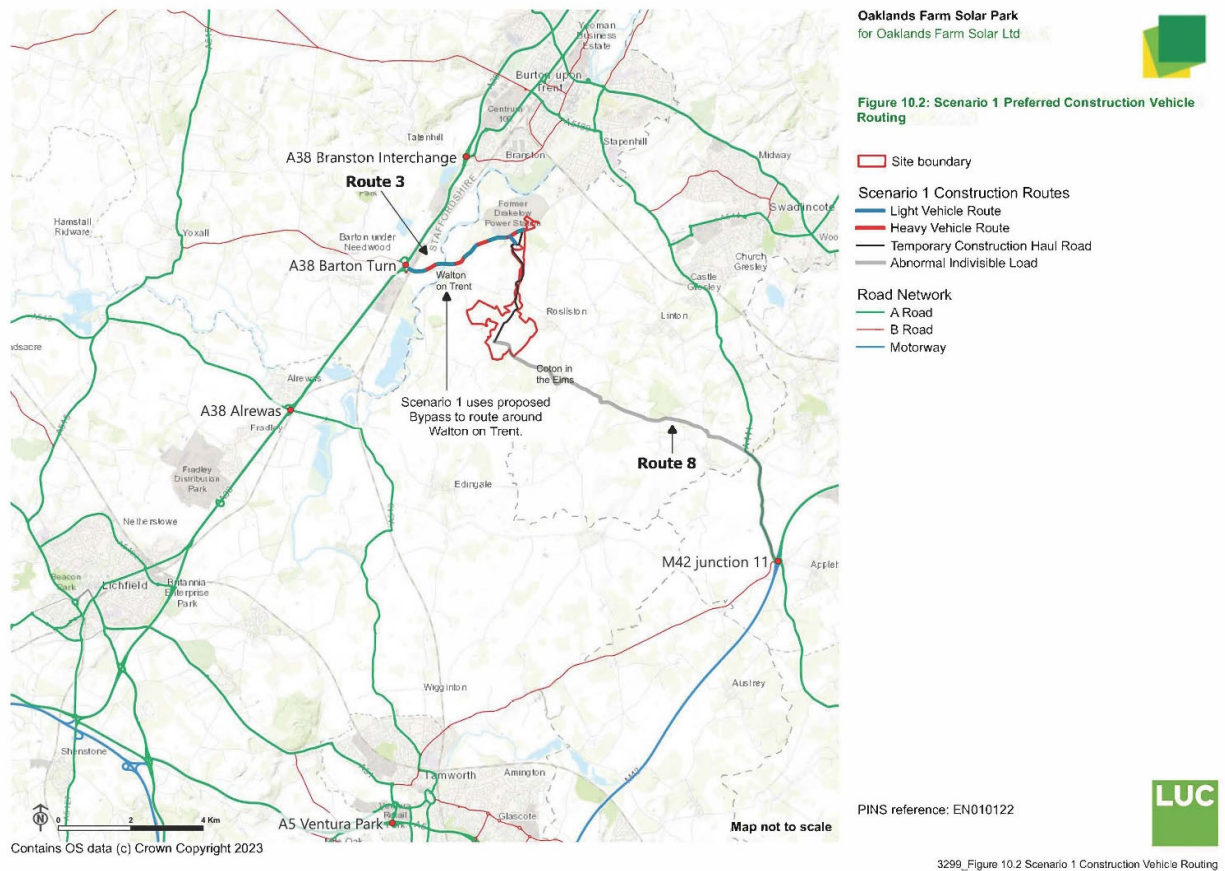 Oaklands Farm Solar Park
for Oaklands Farm Solar Ltd
Figure 10.2: Scenario 1 Preferred Construction Vehicle
Routing
Site boundary
Scenario 1 Construction Routes
Light Vehicle Route
Heavy Vehicle Route
Temporary Construction Haul Road
Abnormal Indivisible Load
Road Network
A Road
B Road
Motorway
Yeoman
Business
Estate
Burton upon
Trent
Centrum
100
A5189
Tatenhill
Stapenhill
A38 Branston Interchange
Branston
Midway
Route 3
STAFFORDSHIRE
Former
Drakelow
Power
Swadlincote
Hamstall
Ridware
Yoxall
Barton under
Needwood
A38 Barton Turn
Walton
on Trent
Church
Gresley
Castle
Gresley
Rosliston
Linton
Coton in
the Elms
Alrewas
Scenario 1 uses proposed
Bypass to route around
Walton on Trent.
A38 Alrewas
Fradley
Route 8
Fradley
Distribution
Park
Edingale
Netherstowe
M42 junction 11
Beacon
Park
Lichfield
Britannia
Enterprise
Park
Austrey
Wigginton
Shenstone
M42
Tamworth
Amington
Glascote
A5 Ventura Park
N
0 2 4 Km
Map not to scale
PINS reference: EN010122
LUC
Contains OS data (c) Crown Copyright 2023
3299_Figure 10.2 Scenario 1 Construction Vehicle Routing